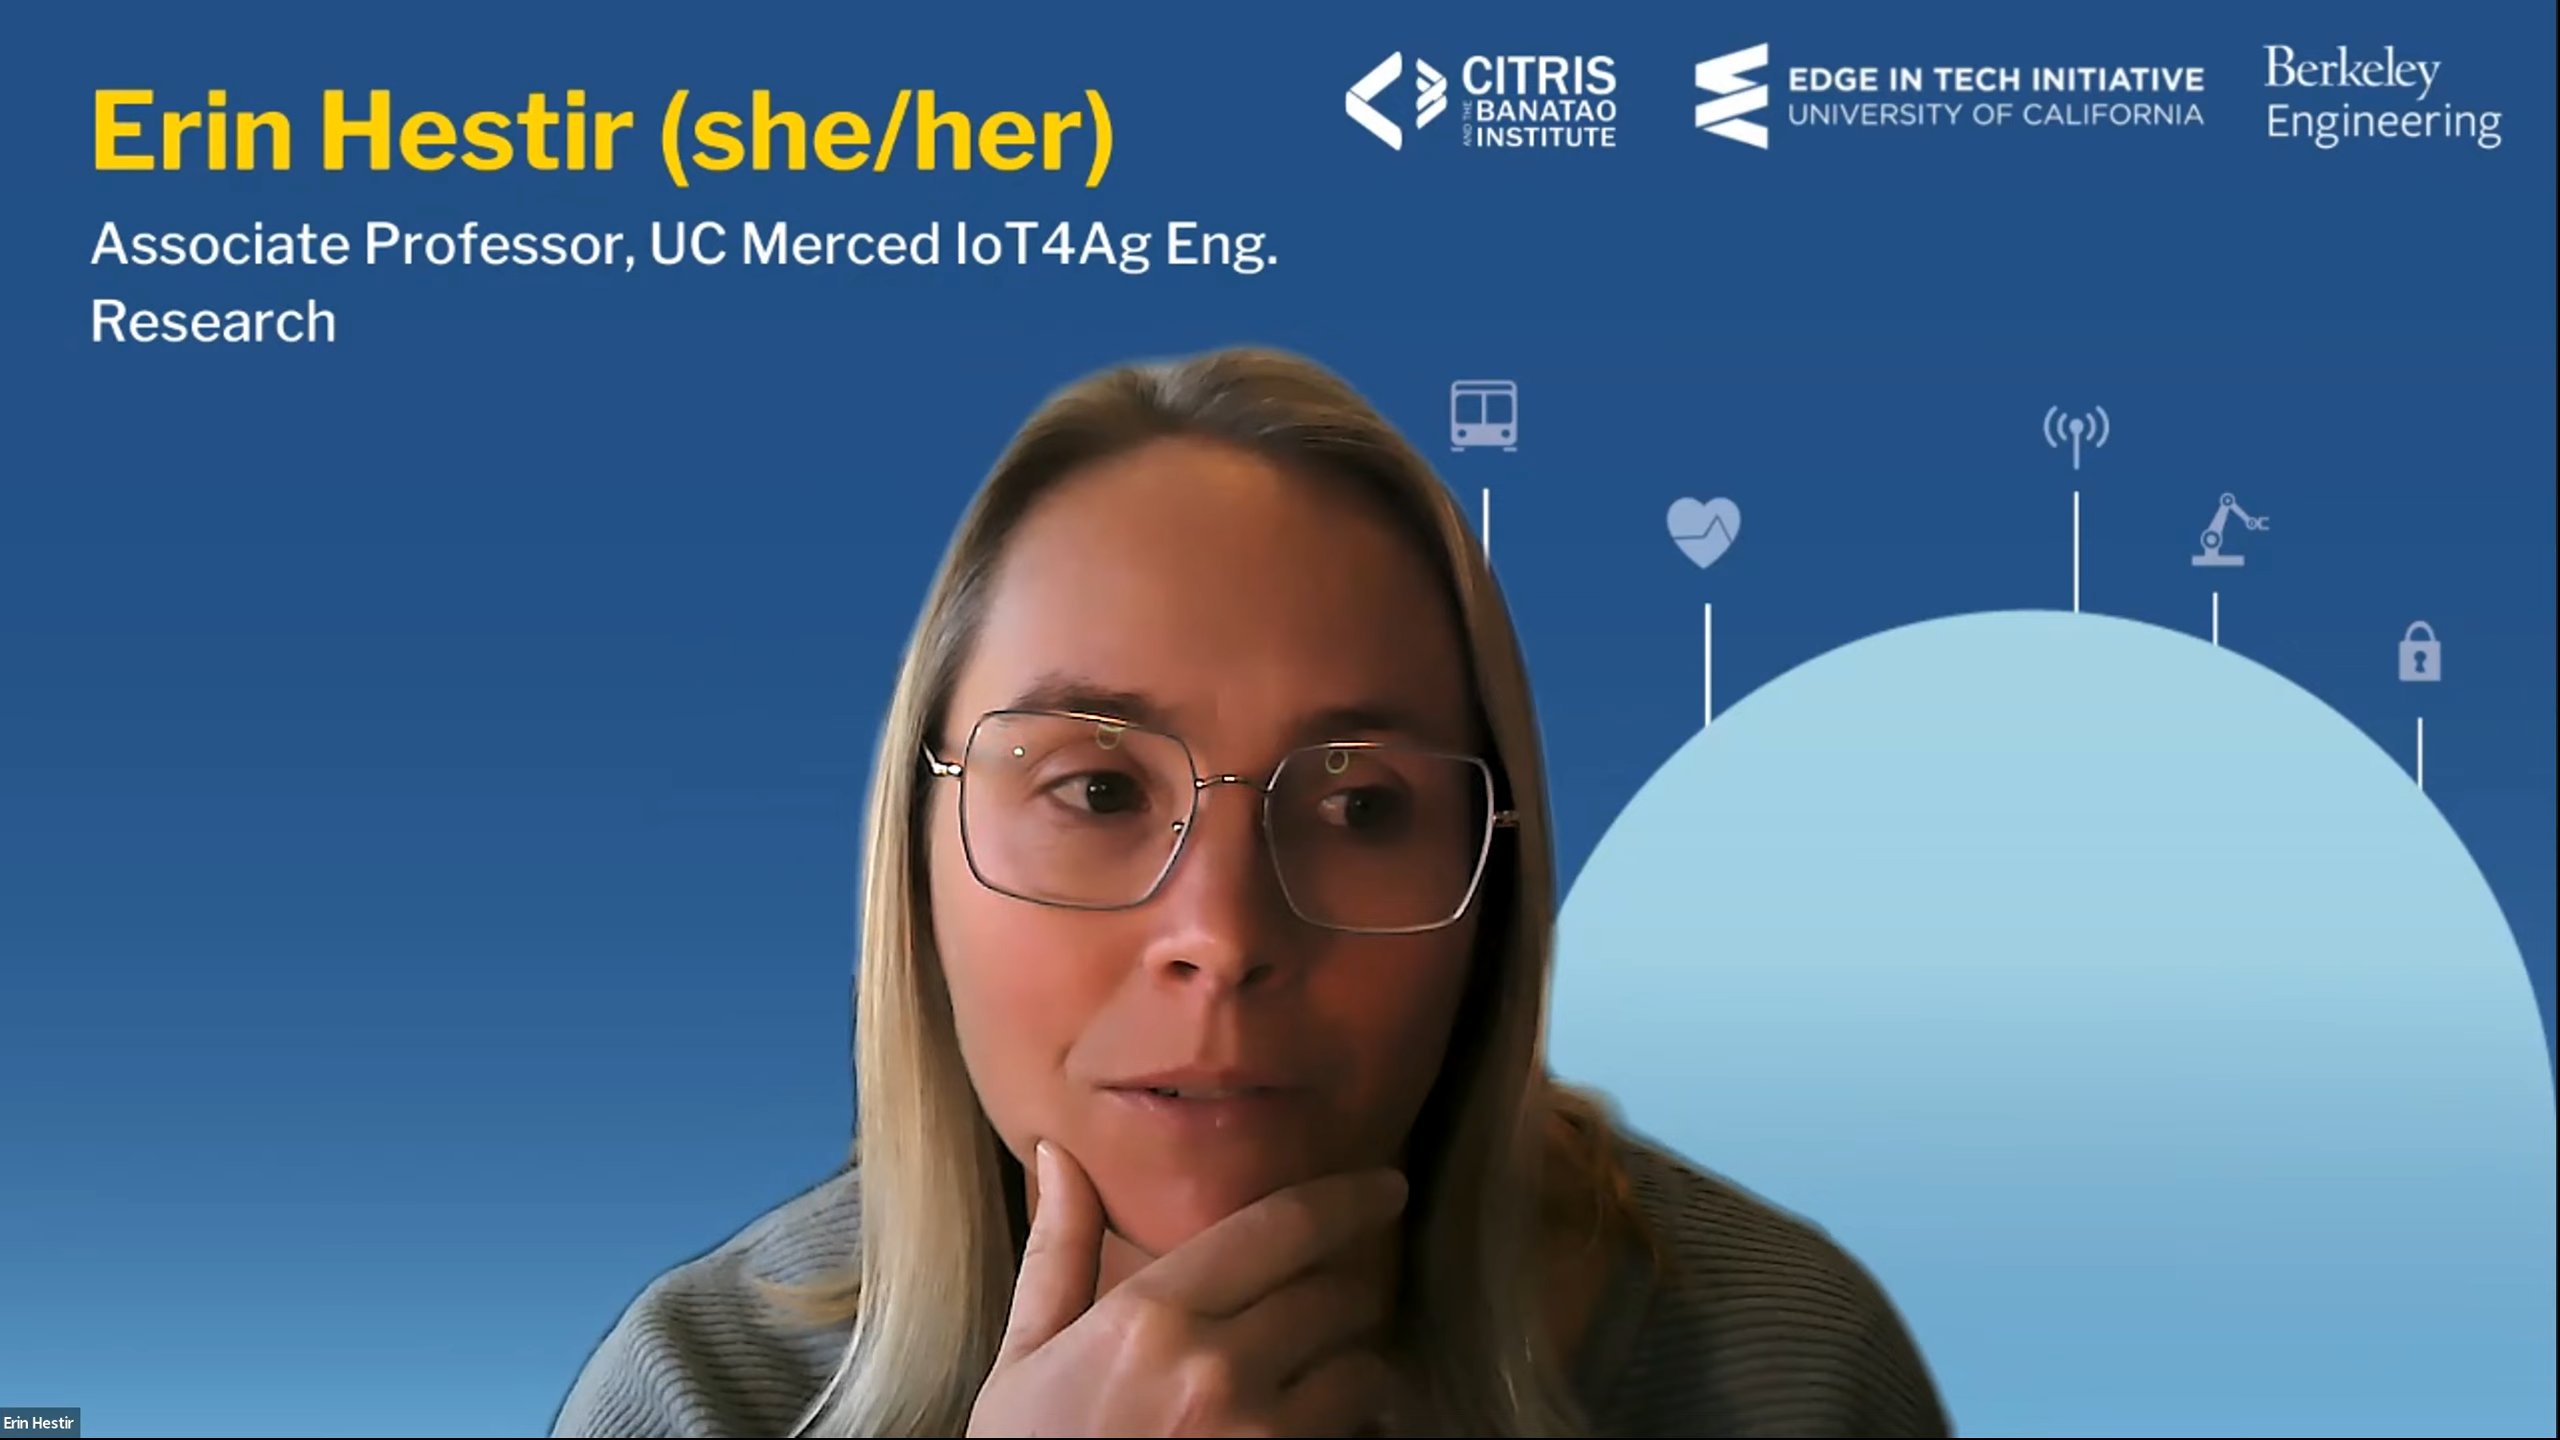 Erin Hestir (she/her)
Associate Professor, UC Merced IoT4Ag Eng.
Research
CITRIS
AND THE
BANATAO
INSTITUTE
EDGE IN TECH INITIATIVE
UNIVERSITY OF CALIFORNIA
Berkeley
Engineering
Erin Hestir